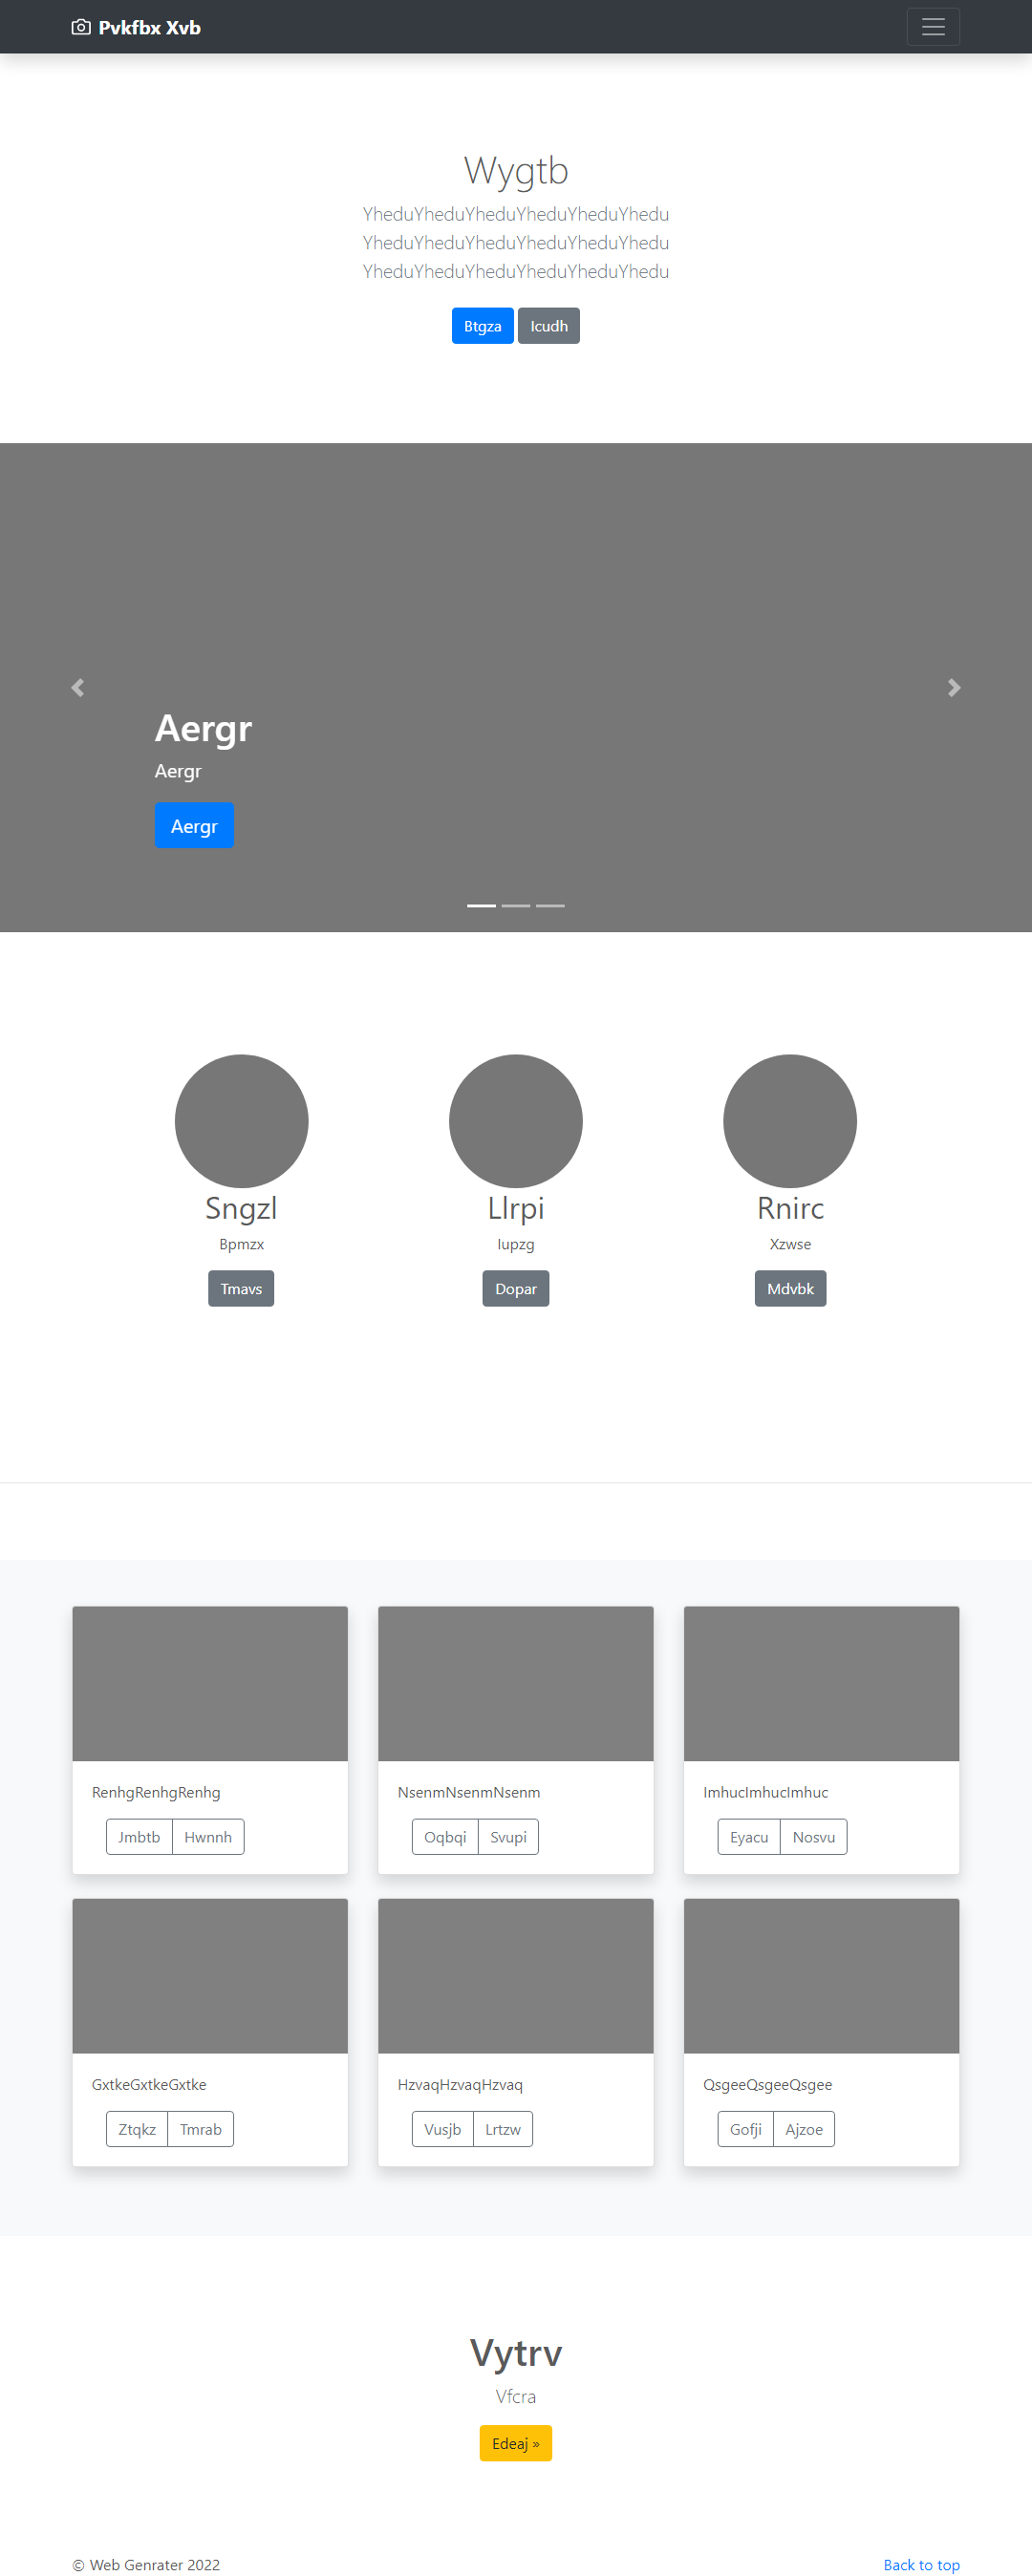 Pvkfbx Xvb
Wygtb
YheduYheduYheduYheduYheduYhedu
YheduYheduYheduYheduYheduYhedu
YheduYheduYheduYheduYheduYhedu
Btgza Icudh
Aergr
Aergr
Aergr
Sngzl Llrpi Rnirc
Bpmzx Iupzg Xzwse
Tmavs Dopar Mdvbk
RenhgRenhgRenhg NsenmNsenmNsenm ImhucImhucImhuc
Jmbtb Hwnnh Oqbqi Svupi Eyacu Nosvu
GxtkeGxtkeGxtke HzvaqHzvaqHzvaq QsgeeQsgeeQsgee
Ztqkz Tmrab Vusjb Lrtzw Gofji Ajzoe
Vytrv
Vfcra
Edeaj »
© Web Genrater 2022 Back to top